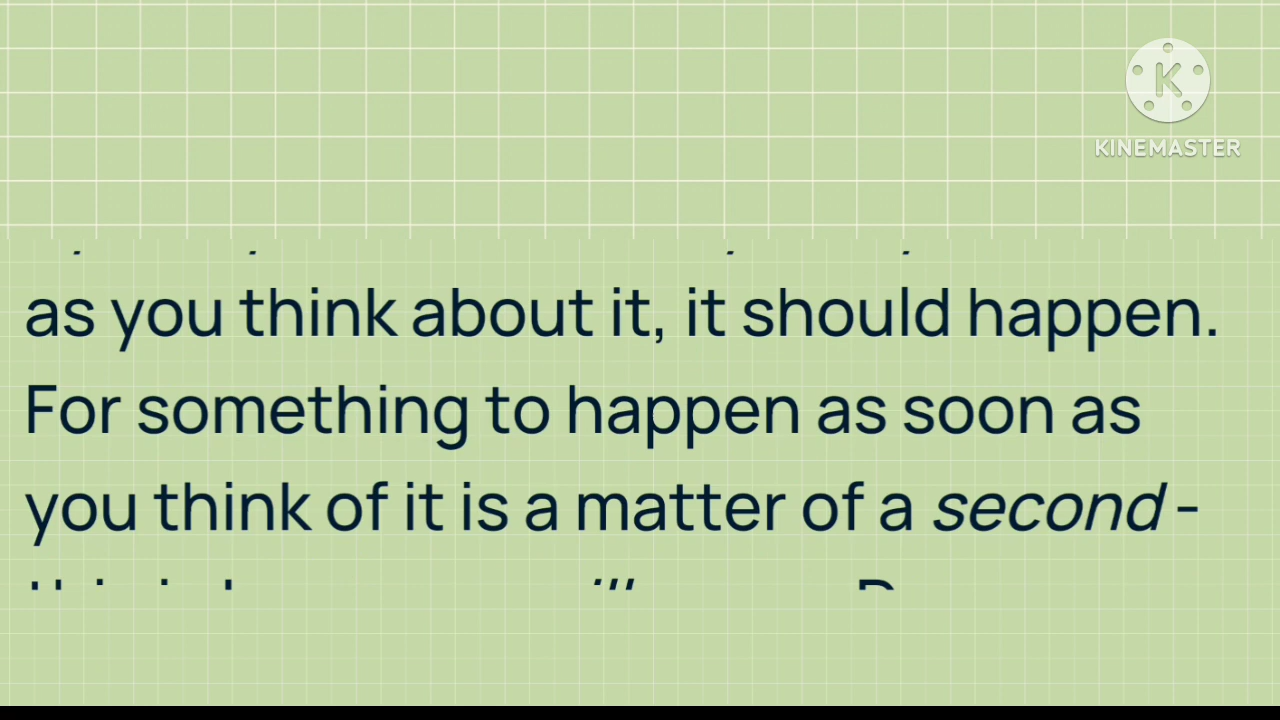 KINEMASTER
as you think about it, it should happen.
For something to happen as soon as
you think of it is a matter of a second -